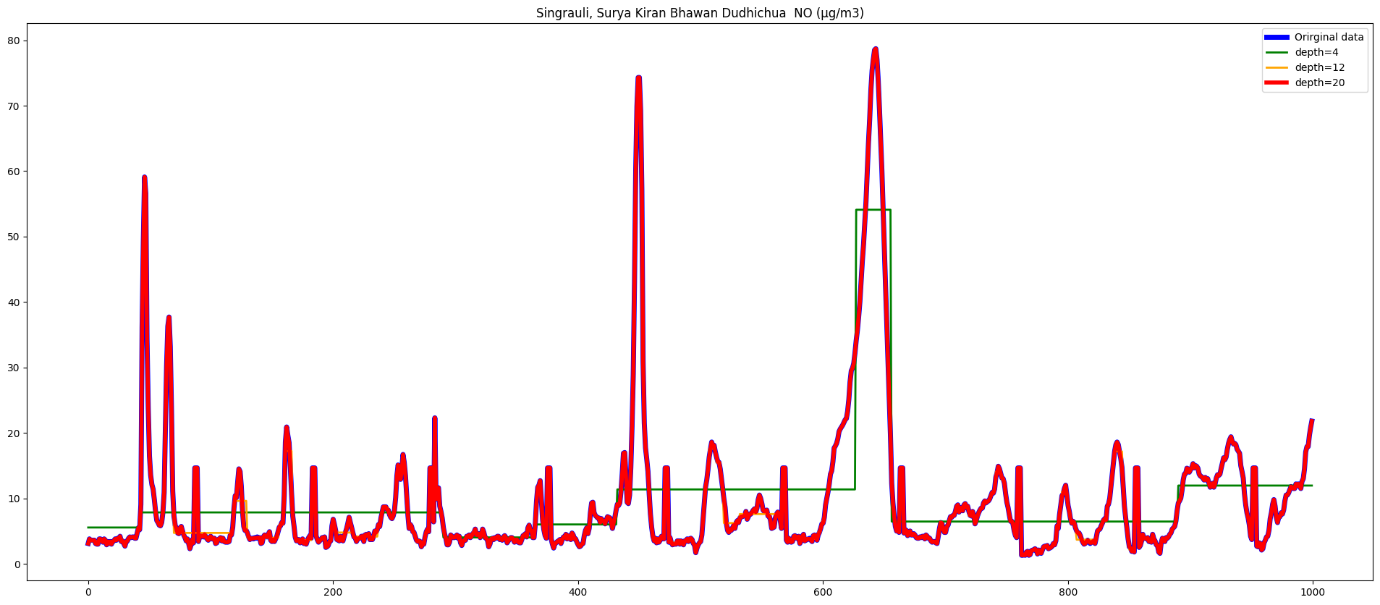 Singrauli, Surya Kiran Bhawan Dudhichua  NO (µg/m3)
Orirginal data
depth=4
depth=12
depth=20
80
70
60
50
40
30
20
10
0
0 200 400 600 800 1000